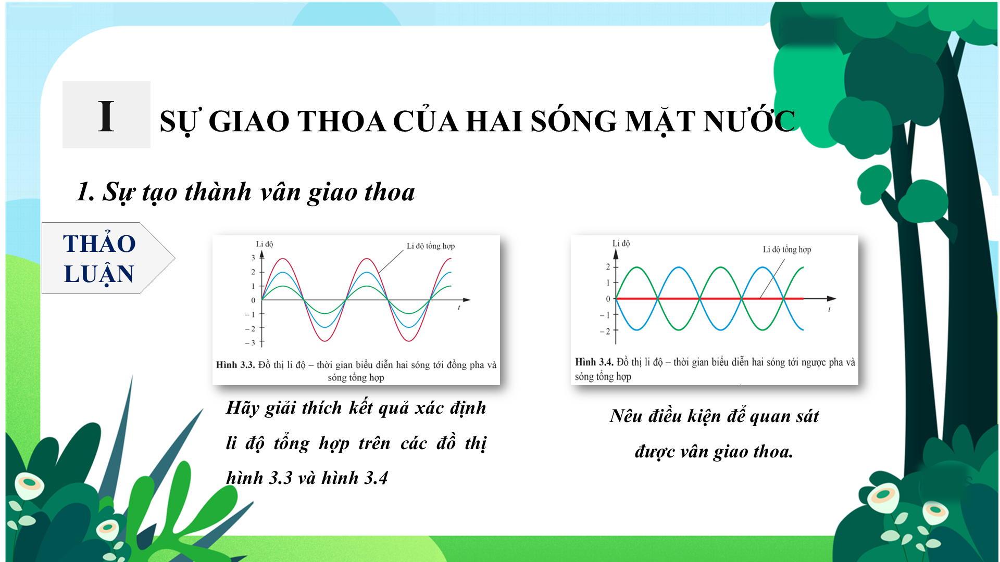 I
SỰ GIAO THOA CỦA HAI SÓNG MẶT NƯỚC
1. Sự tạo thành vân giao thoa
THẢO
LUẬN
Li độ
Li độ tổng hợp
3
2
1
0
– 1
– 2
– 3
t
Hình 3.3. Đồ thị li độ – thời gian biểu diễn hai sóng tới đồng pha và
sóng tổng hợp
Li độ
Li độ tổng hợp
2
1
0
– 1
– 2
t
Hình 3.4. Đồ thị li độ – thời gian biểu diễn hai sóng tới ngược pha và
sóng tổng hợp
Hãy giải thích kết quả xác định
li độ tổng hợp trên các đồ thị
hình 3.3 và hình 3.4
Nêu điều kiện để quan sát
được vân giao thoa.